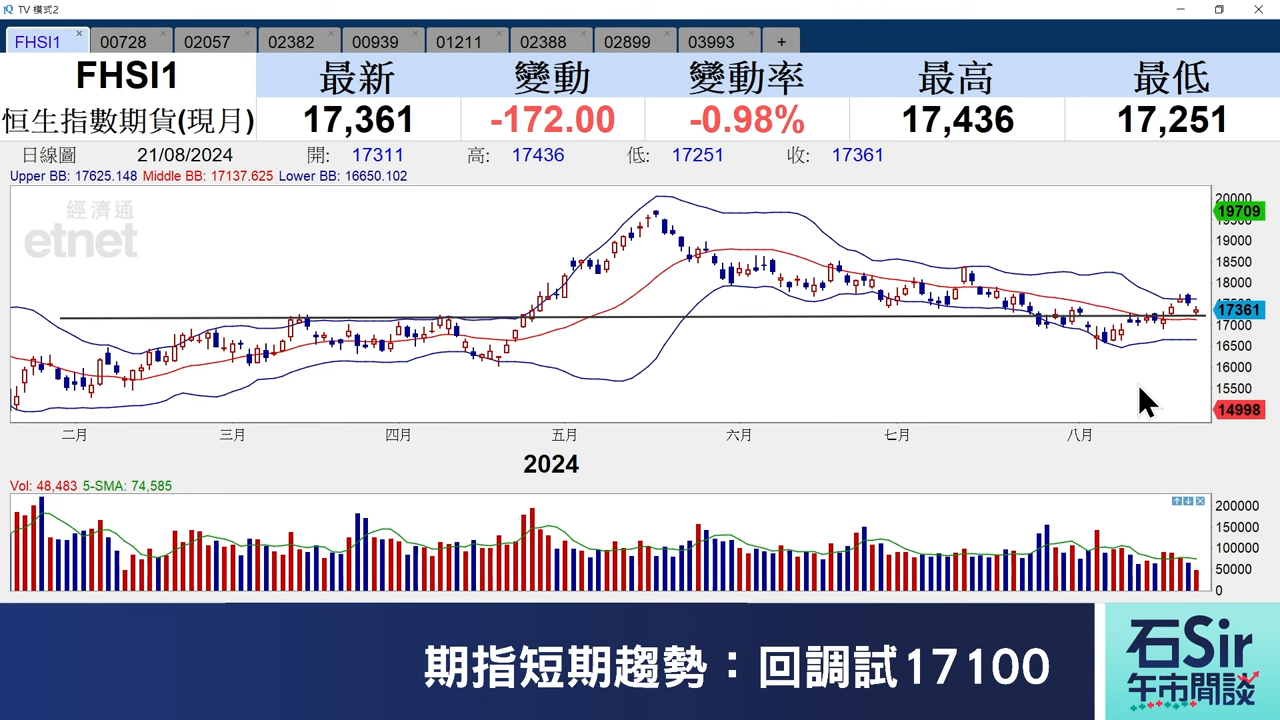 TV 模式2
FHSI1 00728 02057 02382 00939 01211 02388 02899 03993 +
FHSI1 最新 變動 變動率 最高 最低
恒生指數期貨(現月) 17,361 -172.00 -0.98% 17,436 17,251
日線圖 21/08/2024 開: 17311 高: 17436 低: 17251 收: 17361
Upper BB: 17625.148 Middle BB: 17137.625 Lower BB: 16650.102
經濟通
etnet
20000
19709
19000
18500
18000
17361
17000
16500
16000
15500
14998
二月 三月 四月 五月 六月 七月 八月
2024
Vol: 48,483 5-SMA: 74,585
200000
150000
100000
50000
0
期指短期趨勢：回調試17100
石Sir
午市閒談